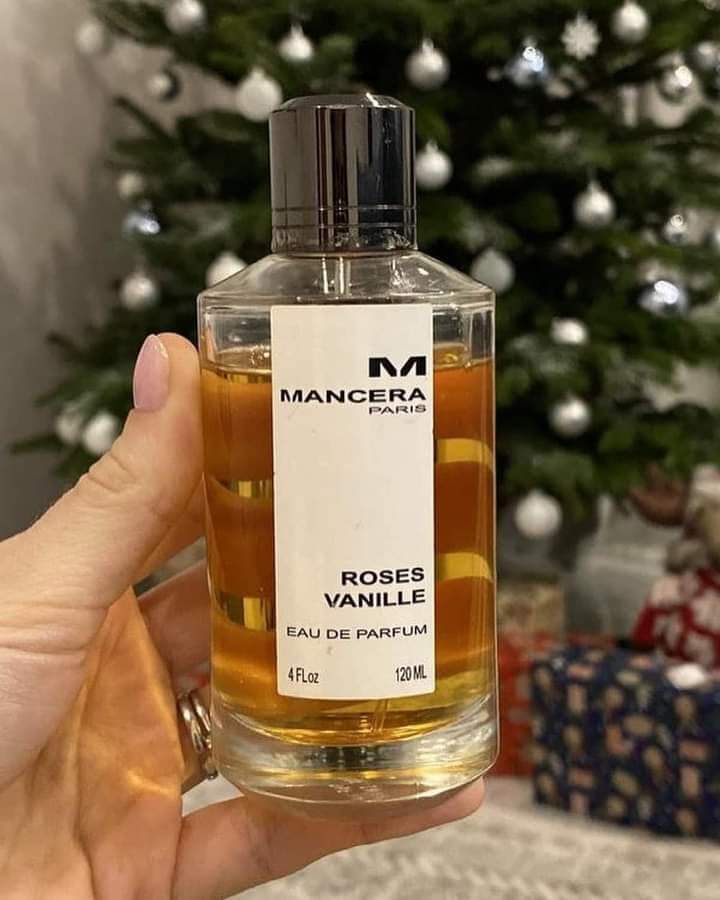 M
MANCERA
PARIS
ROSES
VANILLE
EAU DE PARFUM
4 FLoz 120 ML